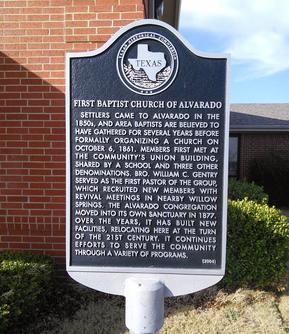 TEXAS HISTORICAL COMMISSION
TEXAS
FIRST BAPTIST CHURCH OF ALVARADO
SETTLERS CAME TO ALVARADO IN THE
1850s, AND AREA BAPTISTS ARE BELIEVED TO
HAVE GATHERED FOR SEVERAL YEARS BEFORE
FORMALLY ORGANIZING A CHURCH ON
OCTOBER 6, 1861. MEMBERS FIRST MET AT
THE COMMUNITY'S UNION BUILDING,
SHARED BY A SCHOOL AND THREE OTHER
DENOMINATIONS. BRO. WILLIAM C. GENTRY
SERVED AS THE FIRST PASTOR OF THE GROUP,
WHICH RECRUITED NEW MEMBERS WITH
REVIVAL MEETINGS IN NEARBY WILLOW
SPRINGS. THE ALVARADO CONGREGATION
MOVED INTO ITS OWN SANCTUARY IN 1877.
OVER THE YEARS, IT HAS BUILT NEW
FACILITIES, RELOCATING HERE AT THE TURN
OF THE 21ST CENTURY. IT CONTINUES
EFFORTS TO SERVE THE COMMUNITY
THROUGH A VARIETY OF PROGRAMS.